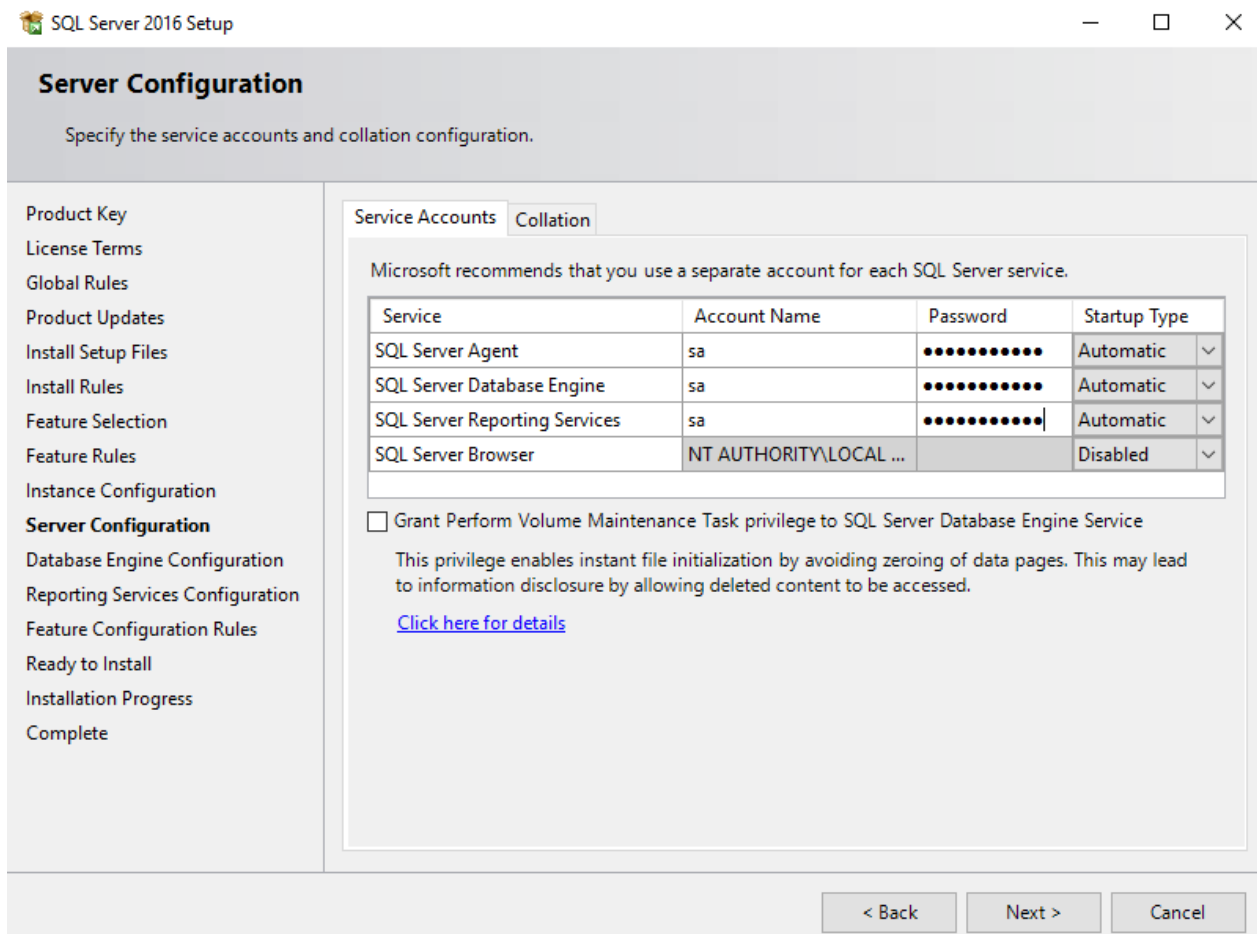 SQL Server 2016 Setup
Server Configuration
Specify the service accounts and collation configuration.
Product Key
License Terms
Global Rules
Product Updates
Install Setup Files
Install Rules
Feature Selection
Feature Rules
Instance Configuration
Server Configuration
Database Engine Configuration
Reporting Services Configuration
Feature Configuration Rules
Ready to Install
Installation Progress
Complete
Service Accounts Collation
Microsoft recommends that you use a separate account for each SQL Server service.
Service Account Name Password Startup Type
SQL Server Agent sa ●●●●●●●●●●● Automatic
SQL Server Database Engine sa ●●●●●●●●●●● Automatic
SQL Server Reporting Services sa ●●●●●●●●●●● Automatic
SQL Server Browser NT AUTHORITY\LOCAL ... Disabled
Grant Perform Volume Maintenance Task privilege to SQL Server Database Engine Service
This privilege enables instant file initialization by avoiding zeroing of data pages. This may lead
to information disclosure by allowing deleted content to be accessed.
Click here for details
< Back Next > Cancel